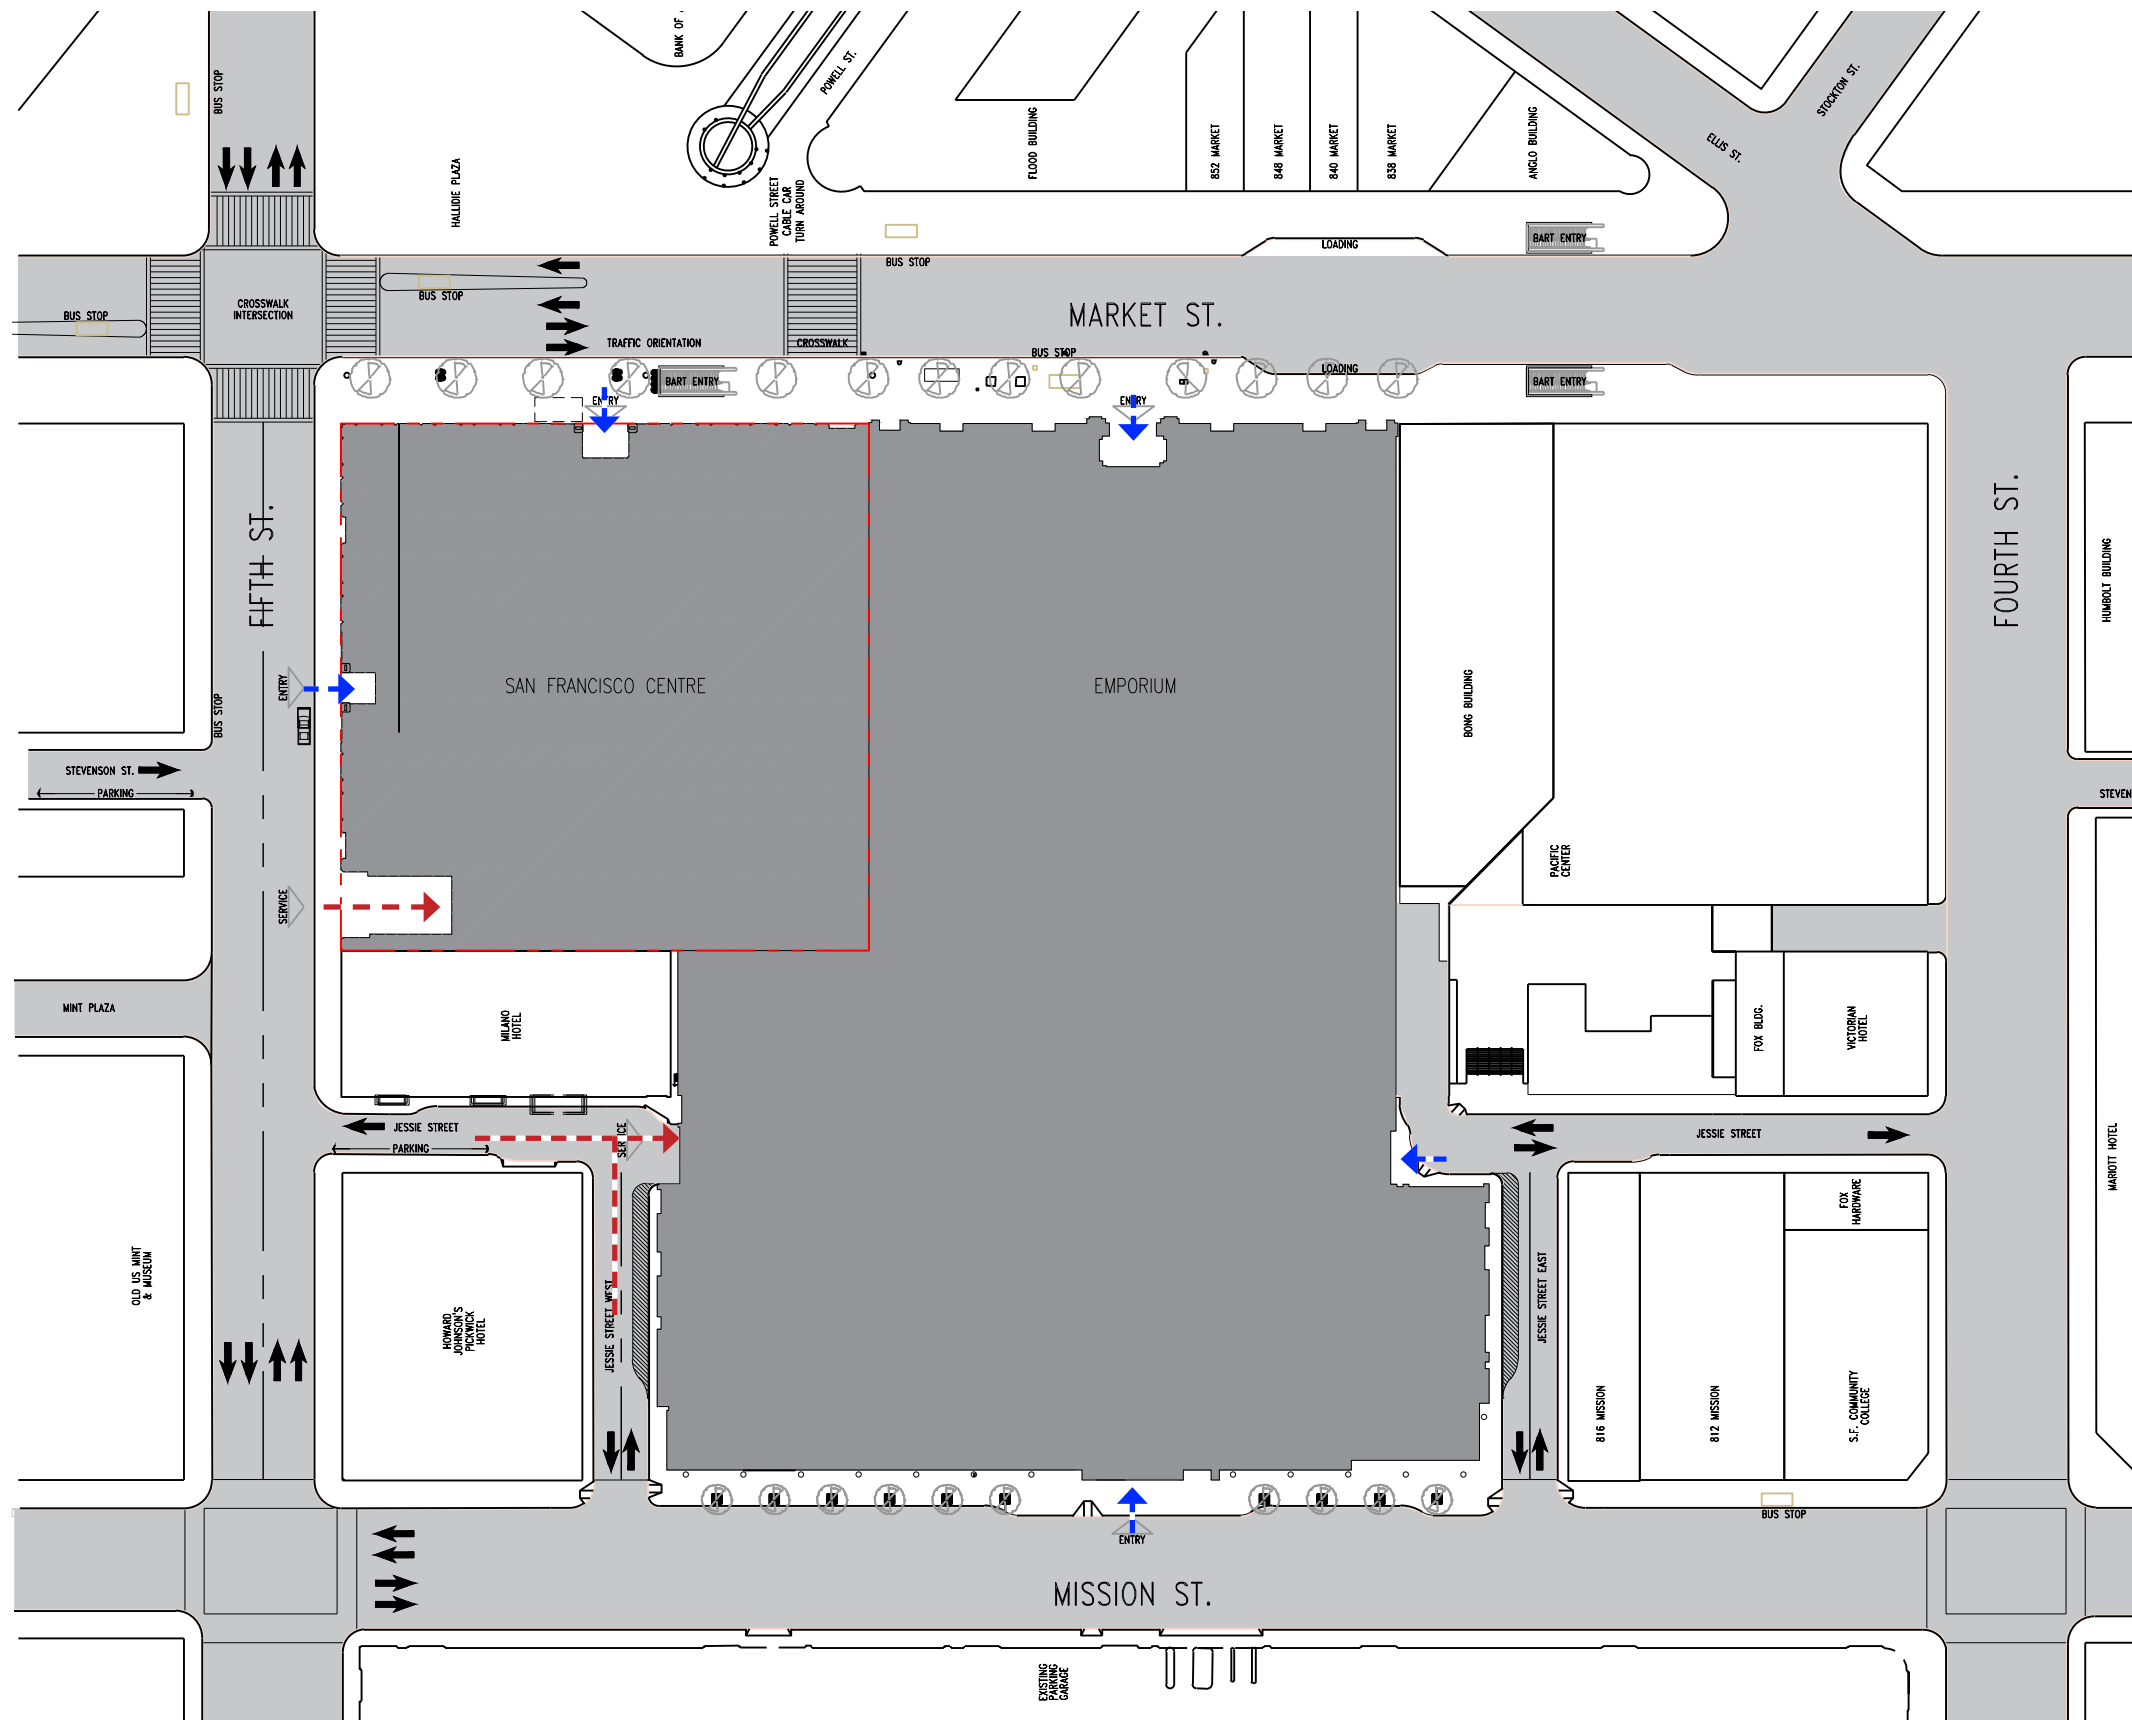 BUS STOP
BANK OF
POWELL ST.
STOCKTON ST.
ELLIS ST.
HALLIDIE PLAZA
POWELL STREET
CABLE CAR
TURN AROUND
FLOOD BUILDING
852 MARKET
848 MARKET
840 MARKET
838 MARKET
ANGLO BUILDING
BART ENTRY
LOADING
BUS STOP
BUS STOP
BUS STOP
CROSSWALK
INTERSECTION
MARKET ST.
TRAFFIC ORIENTATION
CROSSWALK
BUS STOP
LOADING
BART ENTRY
BART ENTRY
ENTRY
ENTRY
FIFTH ST.
FOURTH ST.
HUMBOLT BUILDING
SAN FRANCISCO CENTRE
EMPORIUM
BONG BUILDING
ENTRY
BUS STOP
STEVENSON ST.
PARKING
STEVEN
PACIFIC
CENTER
SERVICE
MINT PLAZA
MILANO
HOTEL
FOX BLDG.
VICTORIAN
HOTEL
JESSIE STREET
PARKING
SERVICE
JESSIE STREET
MARIOTT HOTEL
FOX
HARDWARE
OLD US MINT
& MUSEUM
HOWARD
JOHNSON'S
PICKWICK
HOTEL
JESSIE STREET WEST
JESSIE STREET EAST
816 MISSION
812 MISSION
S.F. COMMUNITY
COLLEGE
BUS STOP
ENTRY
MISSION ST.
EXISTING
PARKING
GARAGE